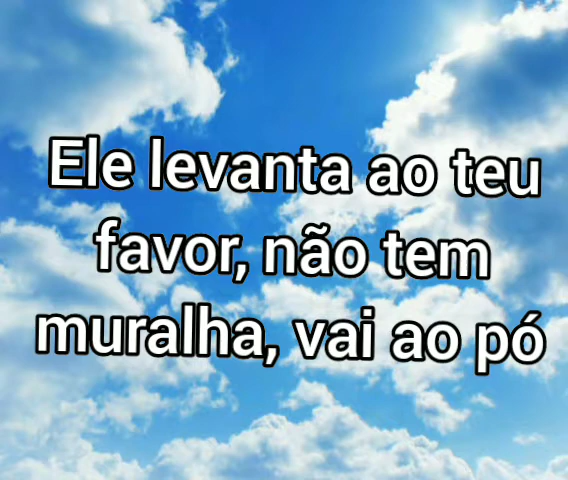 Ele levanta ao teu
favor, não tem
muralha, vai ao pó